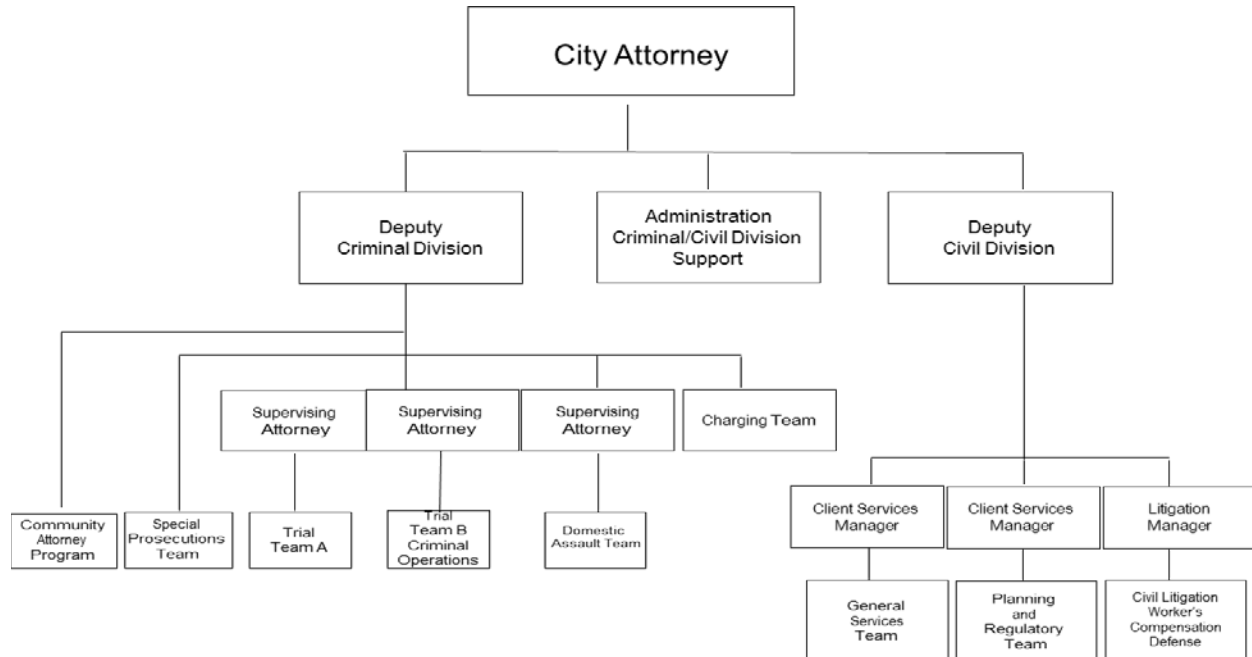 City Attorney
Deputy
Criminal Division
Administration
Criminal/Civil Division
Support
Deputy
Civil Division
Supervising
Attorney
Supervising
Attorney
Supervising
Attorney
Charging Team
Community
Attorney
Program
Special
Prosecutions
Team
Trial
Team A
Trial
Team B
Criminal
Operations
Domestic
Assault Team
Client Services
Manager
Client Services
Manager
Litigation
Manager
General
Services
Team
Planning
and
Regulatory
Team
Civil Litigation
Worker's
Compensation
Defense